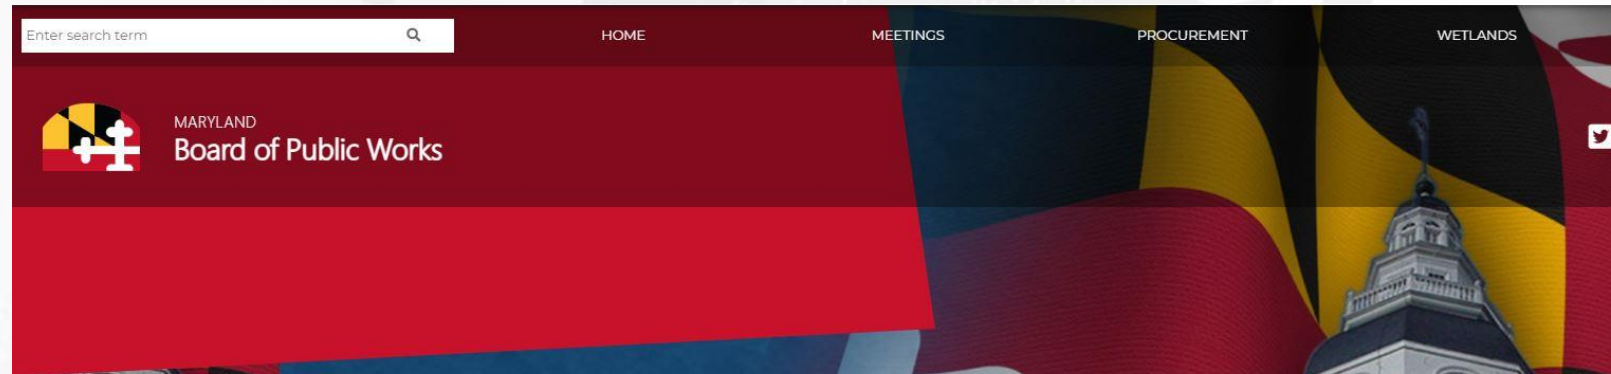 Enter search term
HOME
MEETINGS
PROCUREMENT
WETLANDS
MARYLAND
Board of Public Works